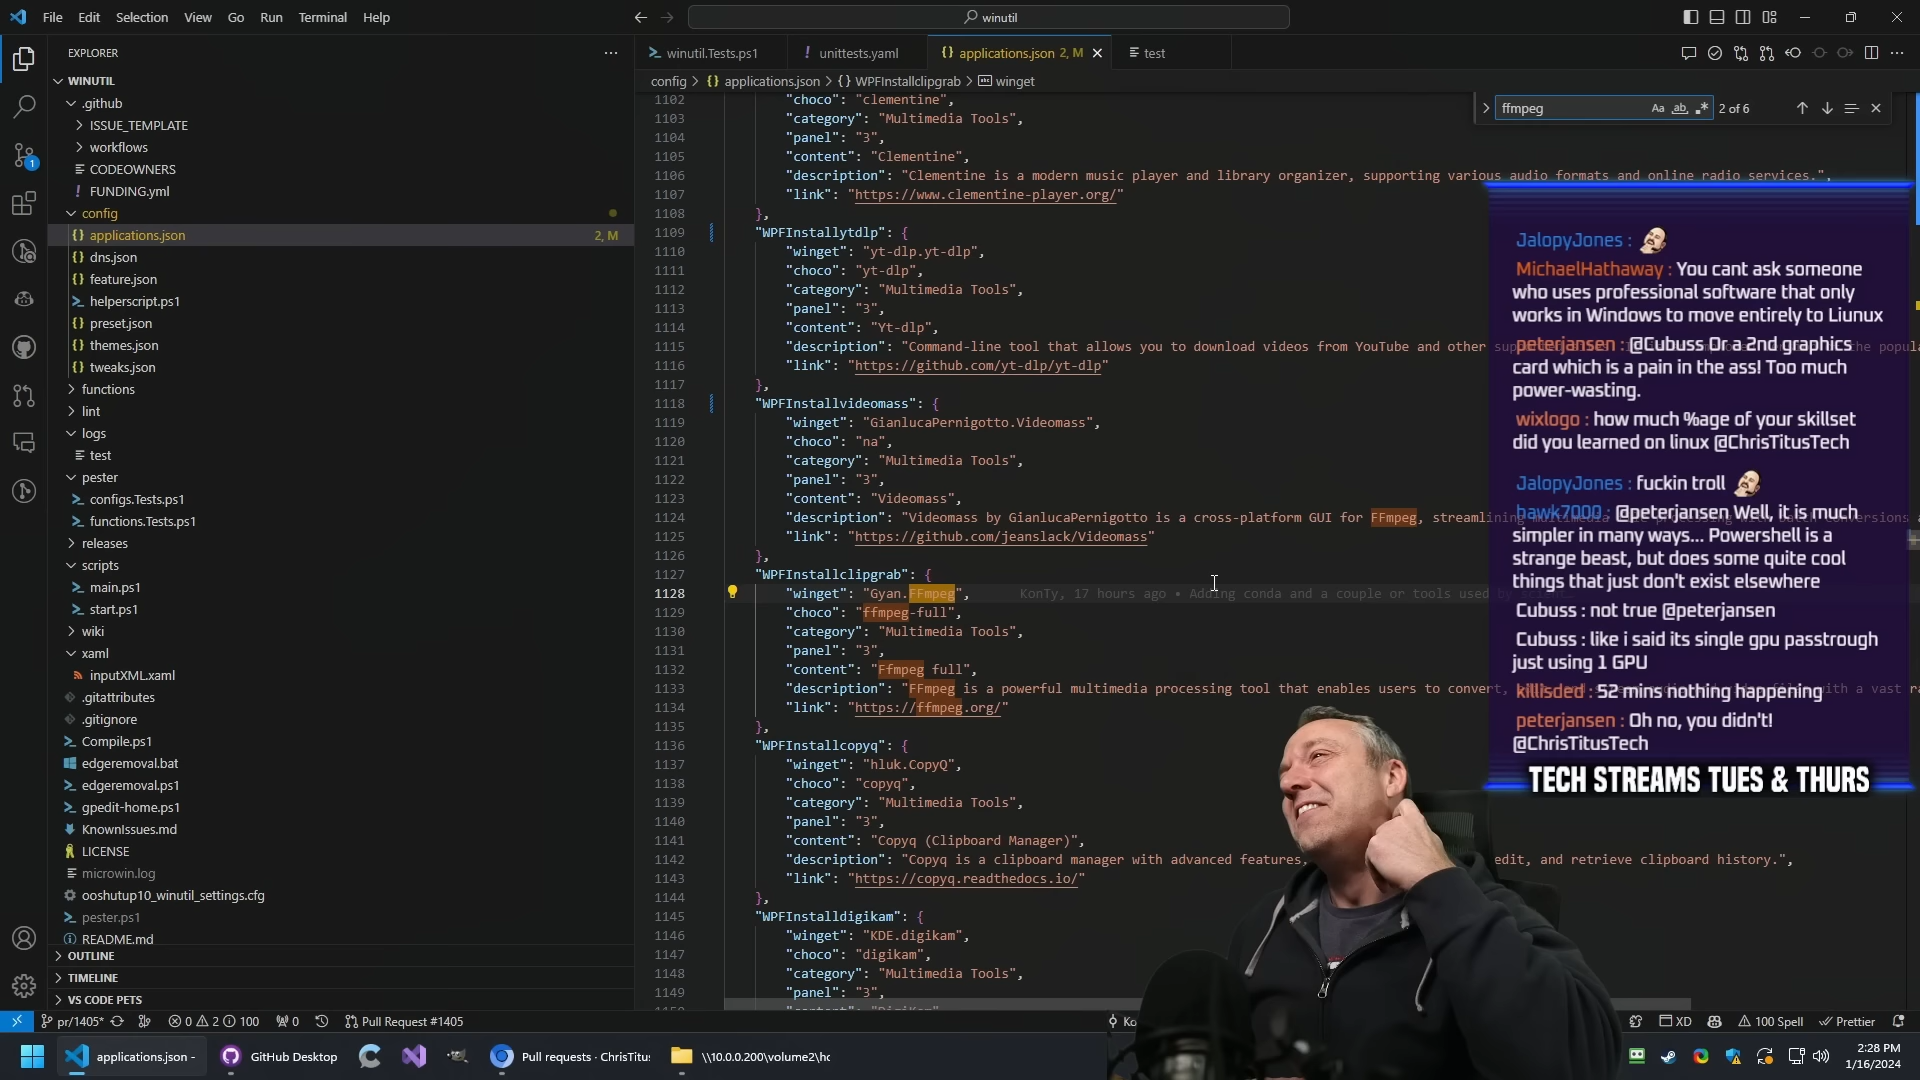 File Edit Selection View Go Run Terminal Help
winutil
EXPLORER
WINUTIL
.github
ISSUE_TEMPLATE
workflows
CODEOWNERS
! FUNDING.yml
config
{} applications.json 2, M
{} dns.json
{} feature.json
helperscript.ps1
{} preset.json
{} themes.json
{} tweaks.json
functions
lint
logs
test
pester
configs.Tests.ps1
functions.Tests.ps1
releases
scripts
main.ps1
start.ps1
wiki
xaml
inputXML.xaml
.gitattributes
.gitignore
Compile.ps1
edgeremoval.bat
edgeremoval.ps1
gpedit-home.ps1
KnownIssues.md
LICENSE
microwin.log
ooshutup10_winutil_settings.cfg
pester.ps1
README.md
OUTLINE
TIMELINE
VS CODE PETS
1
winutil.Tests.ps1 ! unittests.yaml {} applications.json 2, M test
config > {} applications.json > {} WPFInstallclipgrab > winget
ffmpeg Aa ab 2 of 6
1102 "choco": "clementine",
1103 "category": "Multimedia Tools",
1104 "panel": "3",
1105 "content": "Clementine",
1106 "description": "Clementine is a modern music player and library organizer, supporting various audio formats and online radio services.",
1107 "link": "https://www.clementine-player.org/"
1108 },
1109 "WPFInstallytdlp": {
1110 "winget": "yt-dlp.yt-dlp",
1111 "choco": "yt-dlp",
1112 "category": "Multimedia Tools",
1113 "panel": "3",
1114 "content": "Yt-dlp",
1115 "description": "Command-line tool that allows you to download videos from YouTube and other
1116 "link": "https://github.com/yt-dlp/yt-dlp"
1117 },
1118 "WPFInstallvideomass": {
1119 "winget": "GianlucaPernigotto.Videomass",
1120 "choco": "na",
1121 "category": "Multimedia Tools",
1122 "panel": "3",
1123 "content": "Videomass",
1124 "description": "Videomass by GianlucaPernigotto is a cross-platform GUI for FFmpeg, streamlining
1125 "link": "https://github.com/jeanslack/Videomass"
1126 },
1127 "WPFInstallclipgrab": {
1128 "winget": "Gyan.FFmpeg", KonTy, 17 hours ago • Adding conda and a couple or tools used by scient…
1129 "choco": "ffmpeg-full",
1130 "category": "Multimedia Tools",
1131 "panel": "3",
1132 "content": "Ffmpeg full",
1133 "description": "FFmpeg is a powerful multimedia processing tool that enables users to convert,
1134 "link": "https://ffmpeg.org/"
1135 },
1136 "WPFInstallcopyq": {
1137 "winget": "hluk.CopyQ",
1138 "choco": "copyq",
1139 "category": "Multimedia Tools",
1140 "panel": "3",
1141 "content": "Copyq (Clipboard Manager)",
1142 "description": "Copyq is a clipboard manager with advanced features, edit, and retrieve clipboard history.",
1143 "link": "https://copyq.readthedocs.io/"
1144 },
1145 "WPFInstalldigikam": {
1146 "winget": "KDE.digikam",
1147 "choco": "digikam",
1148 "category": "Multimedia Tools",
1149 "panel": "3",
JalopyJones :
MichaelHathaway : You cant ask someone
who uses professional software that only
works in Windows to move entirely to Liunux
peterjansen : @Cubuss Or a 2nd graphics
card which is a pain in the ass! Too much
power-wasting.
wixlogo : how much %age of your skillset
did you learned on linux @ChrisTitusTech
JalopyJones : fuckin troll
hawk7000 : @peterjansen Well, it is much
simpler in many ways... Powershell is a
strange beast, but does some quite cool
things that just don't exist elsewhere
Cubuss : not true @peterjansen
Cubuss : like i said its single gpu passtrough
just using 1 GPU
killisded : 52 mins nothing happening
peterjansen : Oh no, you didn't!
@ChrisTitusTech
TECH STREAMS TUES & THURS
pr/1405* 0 2 100 0 Pull Request #1405 Ko XD 100 Spell Prettier
applications.json - GitHub Desktop Pull requests · ChrisTitus \\10.0.0.200\volume2\hc
2:28 PM
1/16/2024